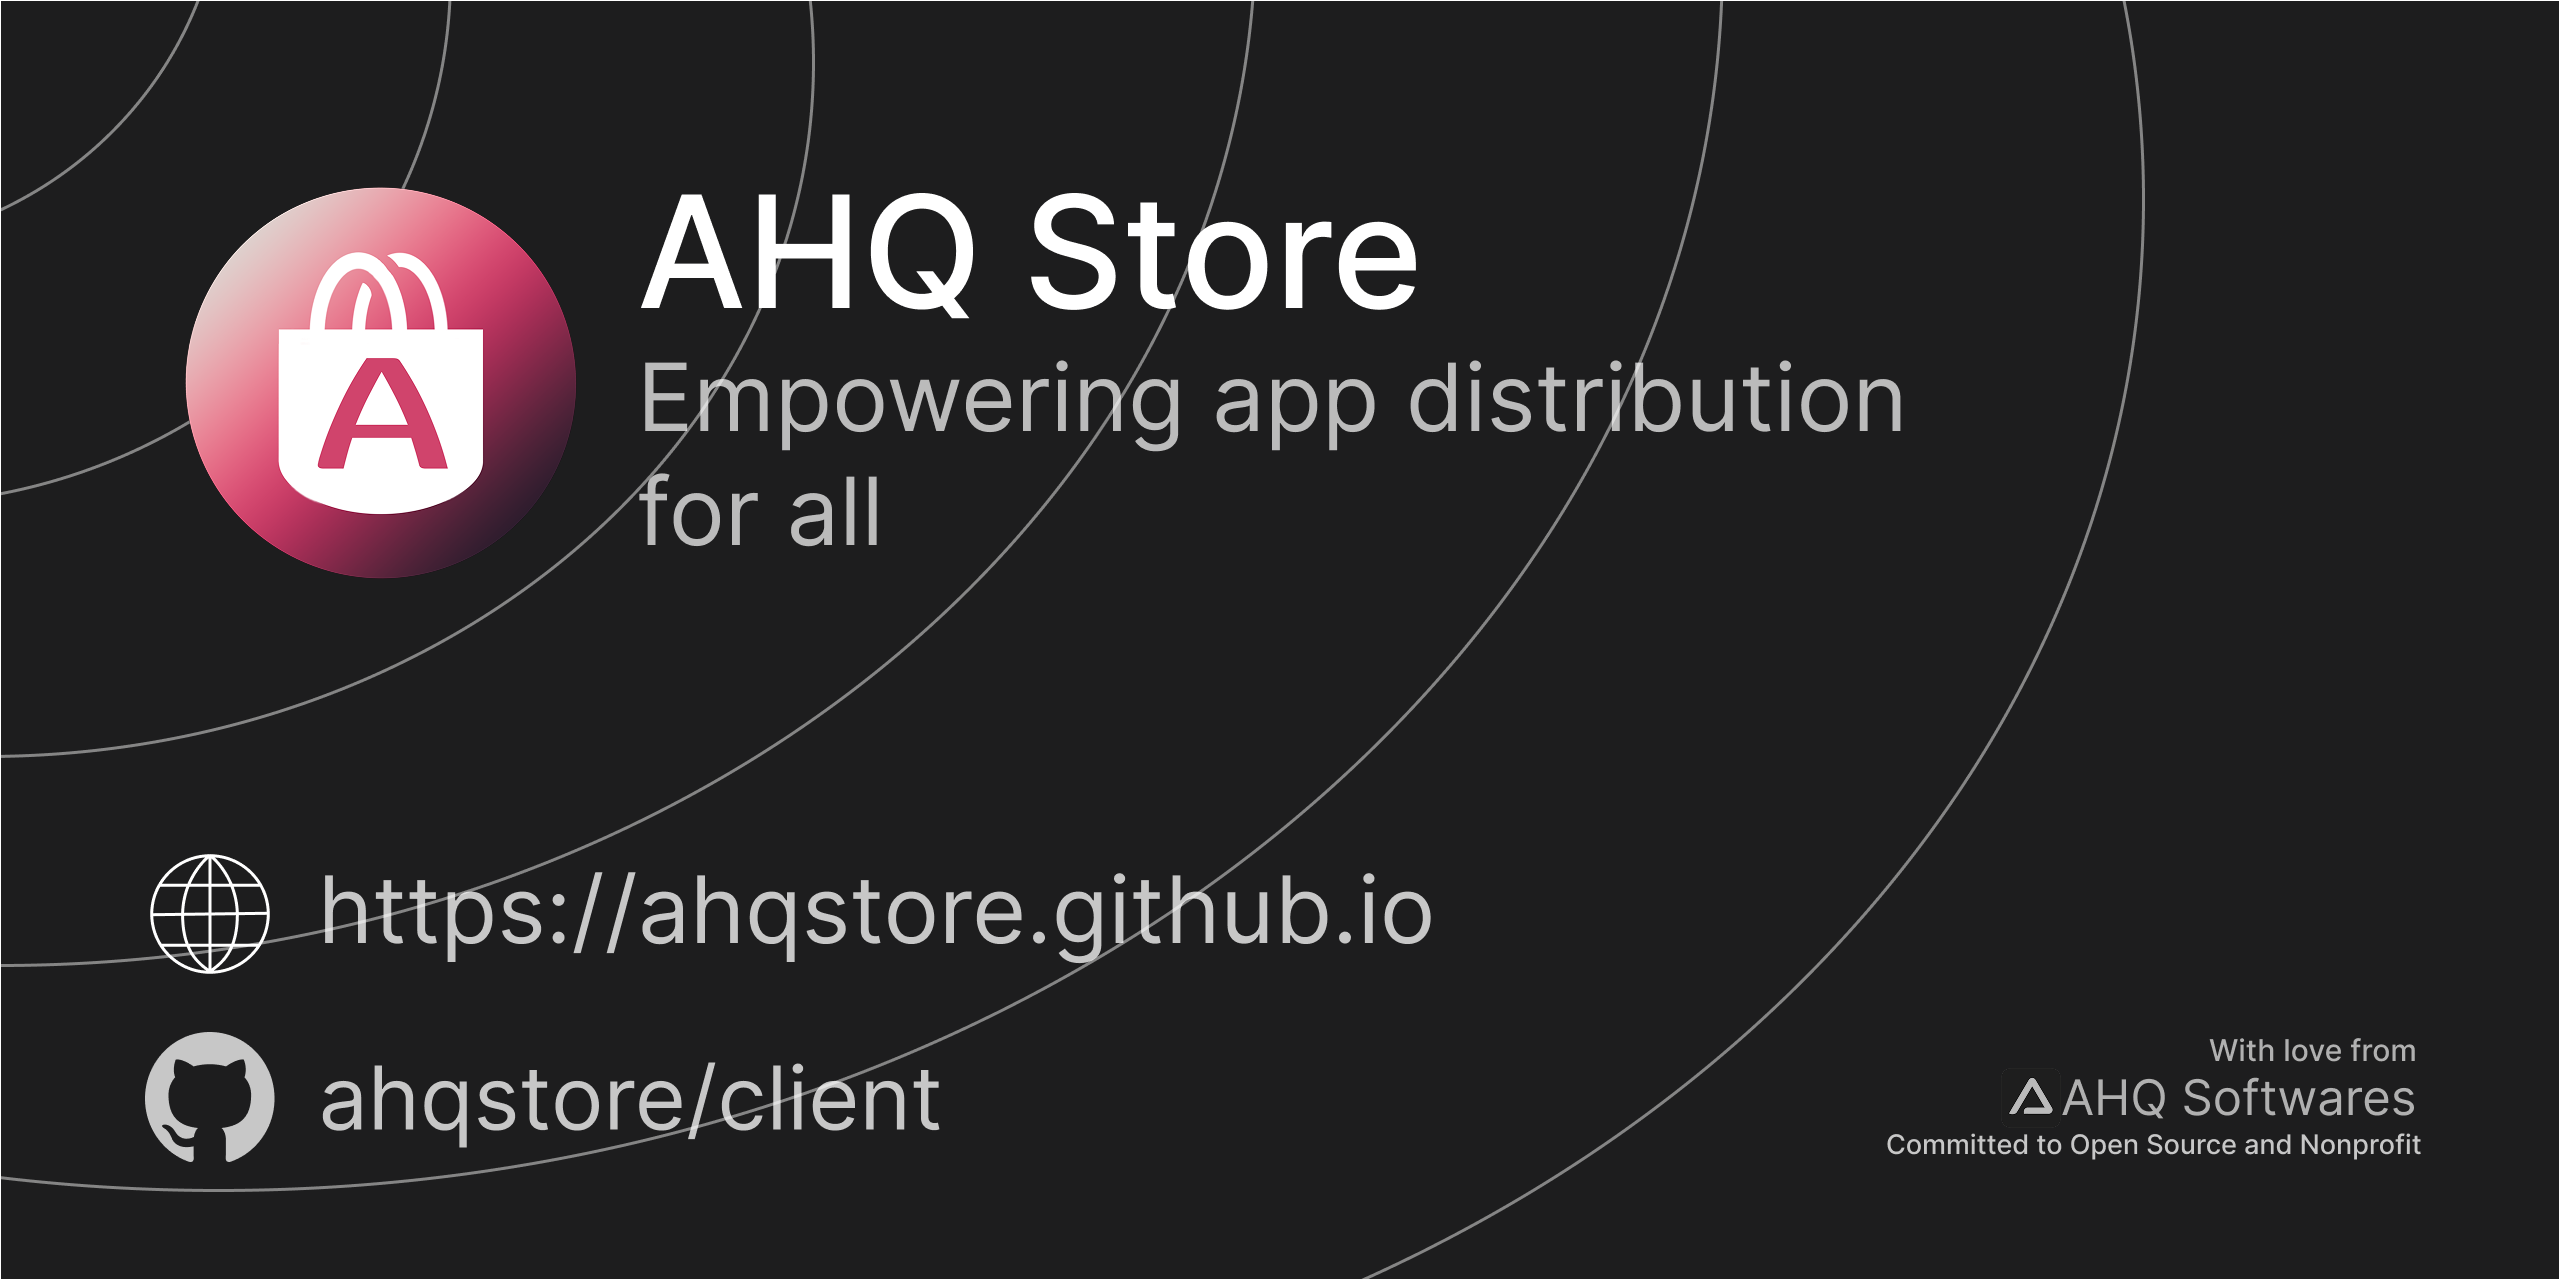 A
AHQ Store
Empowering app distribution
for all
https://ahqstore.github.io
ahqstore/client
With love from
AHQ Softwares
Committed to Open Source and Nonprofit